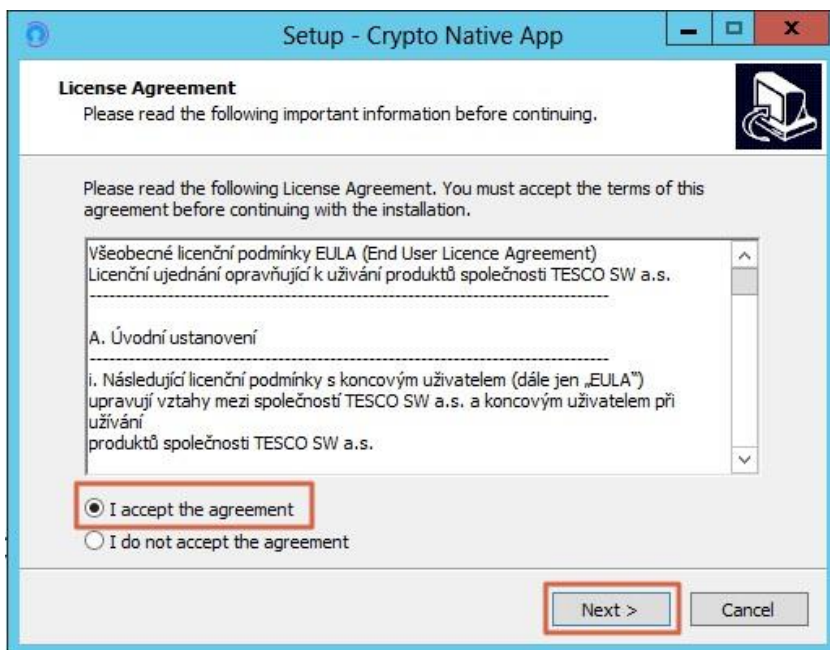 Setup - Crypto Native App
License Agreement
Please read the following important information before continuing.
Please read the following License Agreement. You must accept the terms of this
agreement before continuing with the installation.
Všeobecné licenční podmínky EULA (End User Licence Agreement)
Licenční ujednání opravňující k užívání produktů společnosti TESCO SW a.s.
-------------------------------------------------------------------------------
A. Úvodní ustanovení
-------------------------------------------------------------------------------
i. Následující licenční podmínky s koncovým uživatelem (dále jen „EULA“)
upravují vztahy mezi společností TESCO SW a.s. a koncovým uživatelem při
užívání
produktů společnosti TESCO SW a.s.
I accept the agreement
I do not accept the agreement
Next >
Cancel